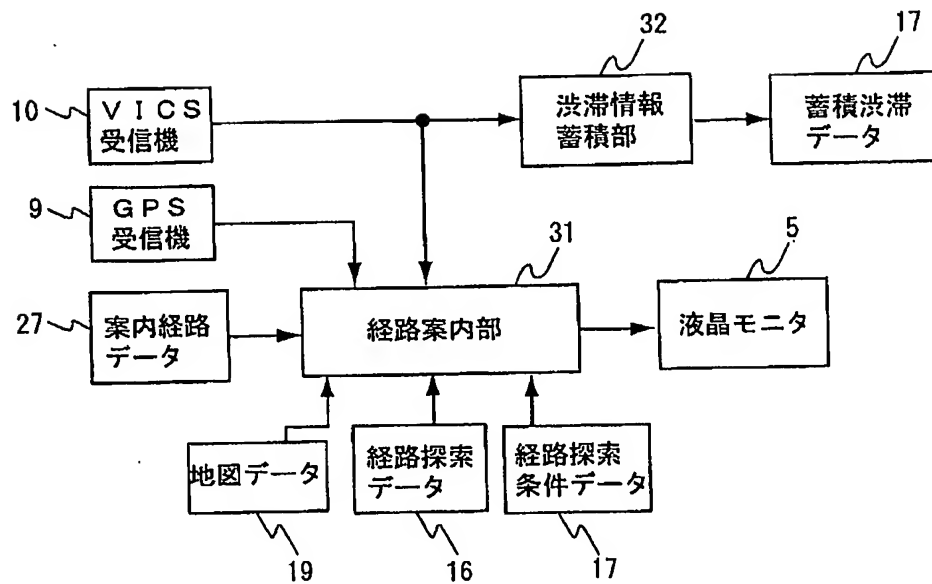 32
17
10
ＶＩＣＳ
受信機
渋滞情報
蓄積部
蓄積渋滞
データ
9
ＧＰＳ
受信機
31
5
27
案内経路
データ
経路案内部
液晶モニタ
地図データ
経路探索
データ
経路探索
条件データ
19
16
17